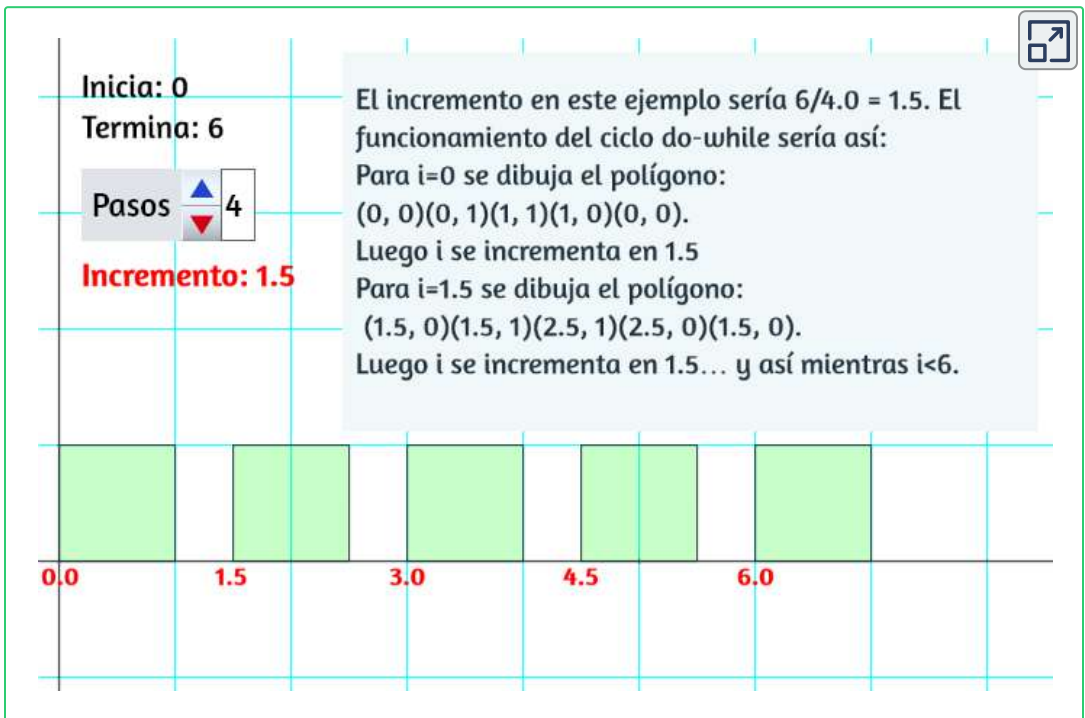 Inicia: 0
Termina: 6
Pasos 4
Incremento: 1.5
El incremento en este ejemplo sería 6/4.0 = 1.5. El
funcionamiento del ciclo do-while sería así:
Para i=0 se dibuja el polígono:
(0, 0)(0, 1)(1, 1)(1, 0)(0, 0).
Luego i se incrementa en 1.5
Para i=1.5 se dibuja el polígono:
(1.5, 0)(1.5, 1)(2.5, 1)(2.5, 0)(1.5, 0).
Luego i se incrementa en 1.5... y así mientras i<6.
0.0 1.5 3.0 4.5 6.0